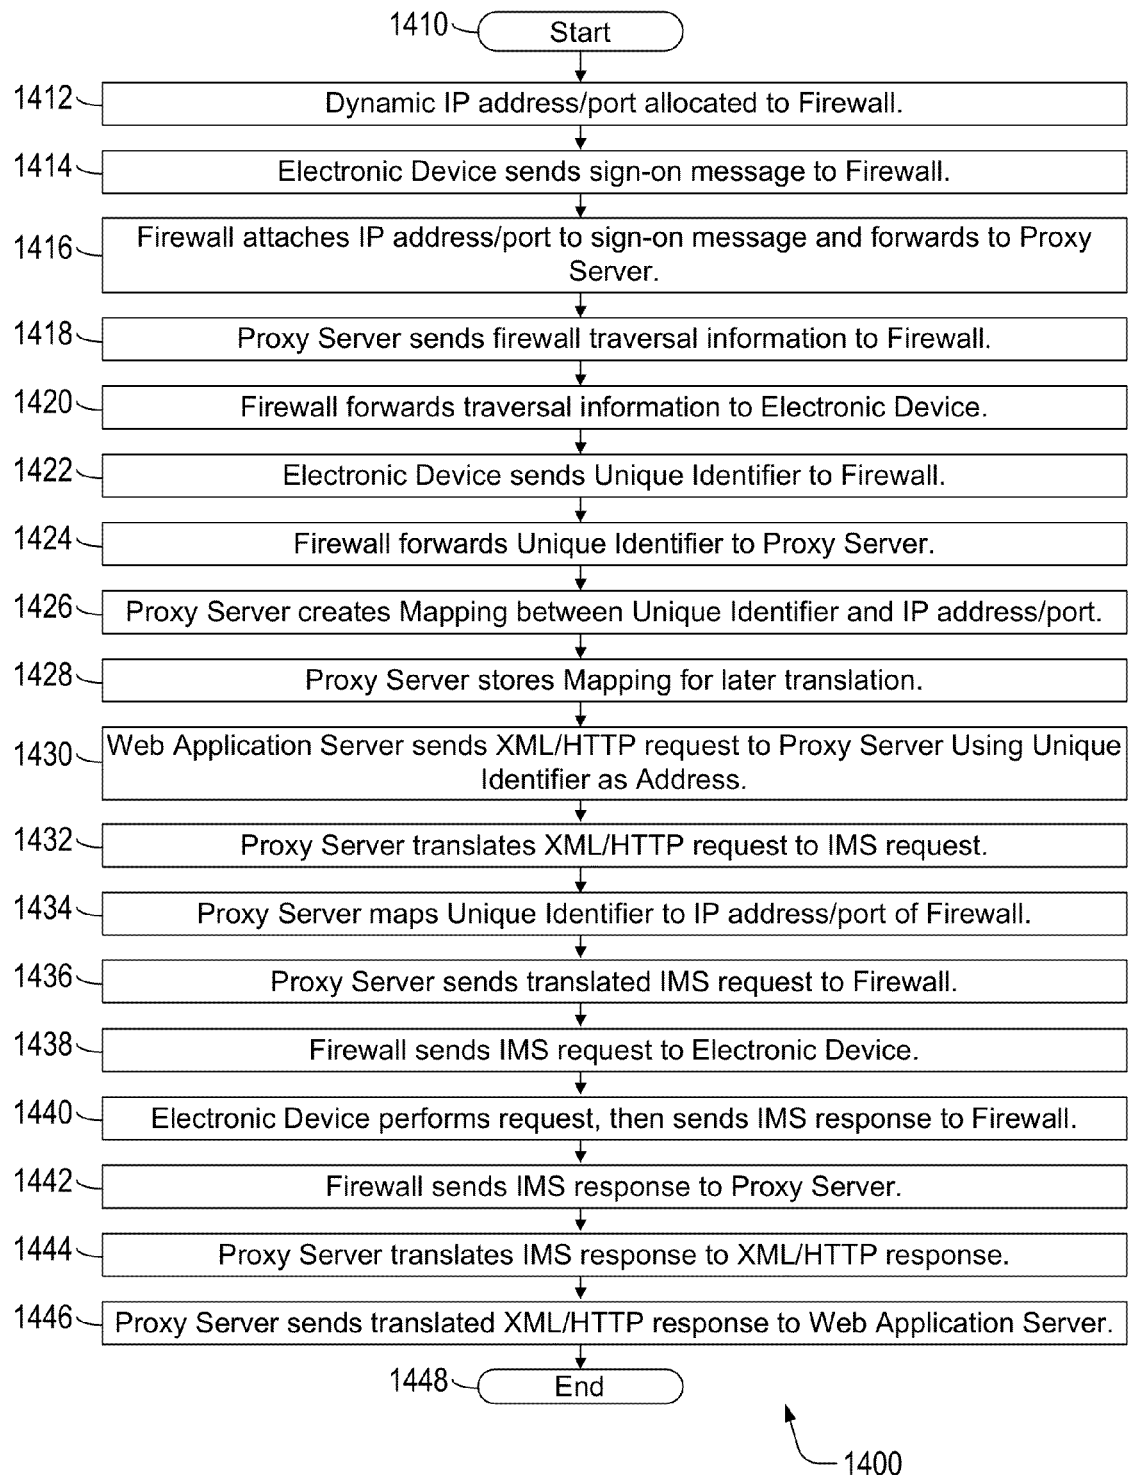 1410 Start
1412 Dynamic IP address/port allocated to Firewall.
1414 Electronic Device sends sign-on message to Firewall.
1416 Firewall attaches IP address/port to sign-on message and forwards to Proxy
Server.
1418 Proxy Server sends firewall traversal information to Firewall.
1420 Firewall forwards traversal information to Electronic Device.
1422 Electronic Device sends Unique Identifier to Firewall.
1424 Firewall forwards Unique Identifier to Proxy Server.
1426 Proxy Server creates Mapping between Unique Identifier and IP address/port.
1428 Proxy Server stores Mapping for later translation.
1430 Web Application Server sends XML/HTTP request to Proxy Server Using Unique
Identifier as Address.
1432 Proxy Server translates XML/HTTP request to IMS request.
1434 Proxy Server maps Unique Identifier to IP address/port of Firewall.
1436 Proxy Server sends translated IMS request to Firewall.
1438 Firewall sends IMS request to Electronic Device.
1440 Electronic Device performs request, then sends IMS response to Firewall.
1442 Firewall sends IMS response to Proxy Server.
1444 Proxy Server translates IMS response to XML/HTTP response.
1446 Proxy Server sends translated XML/HTTP response to Web Application Server.
1448 End
1400